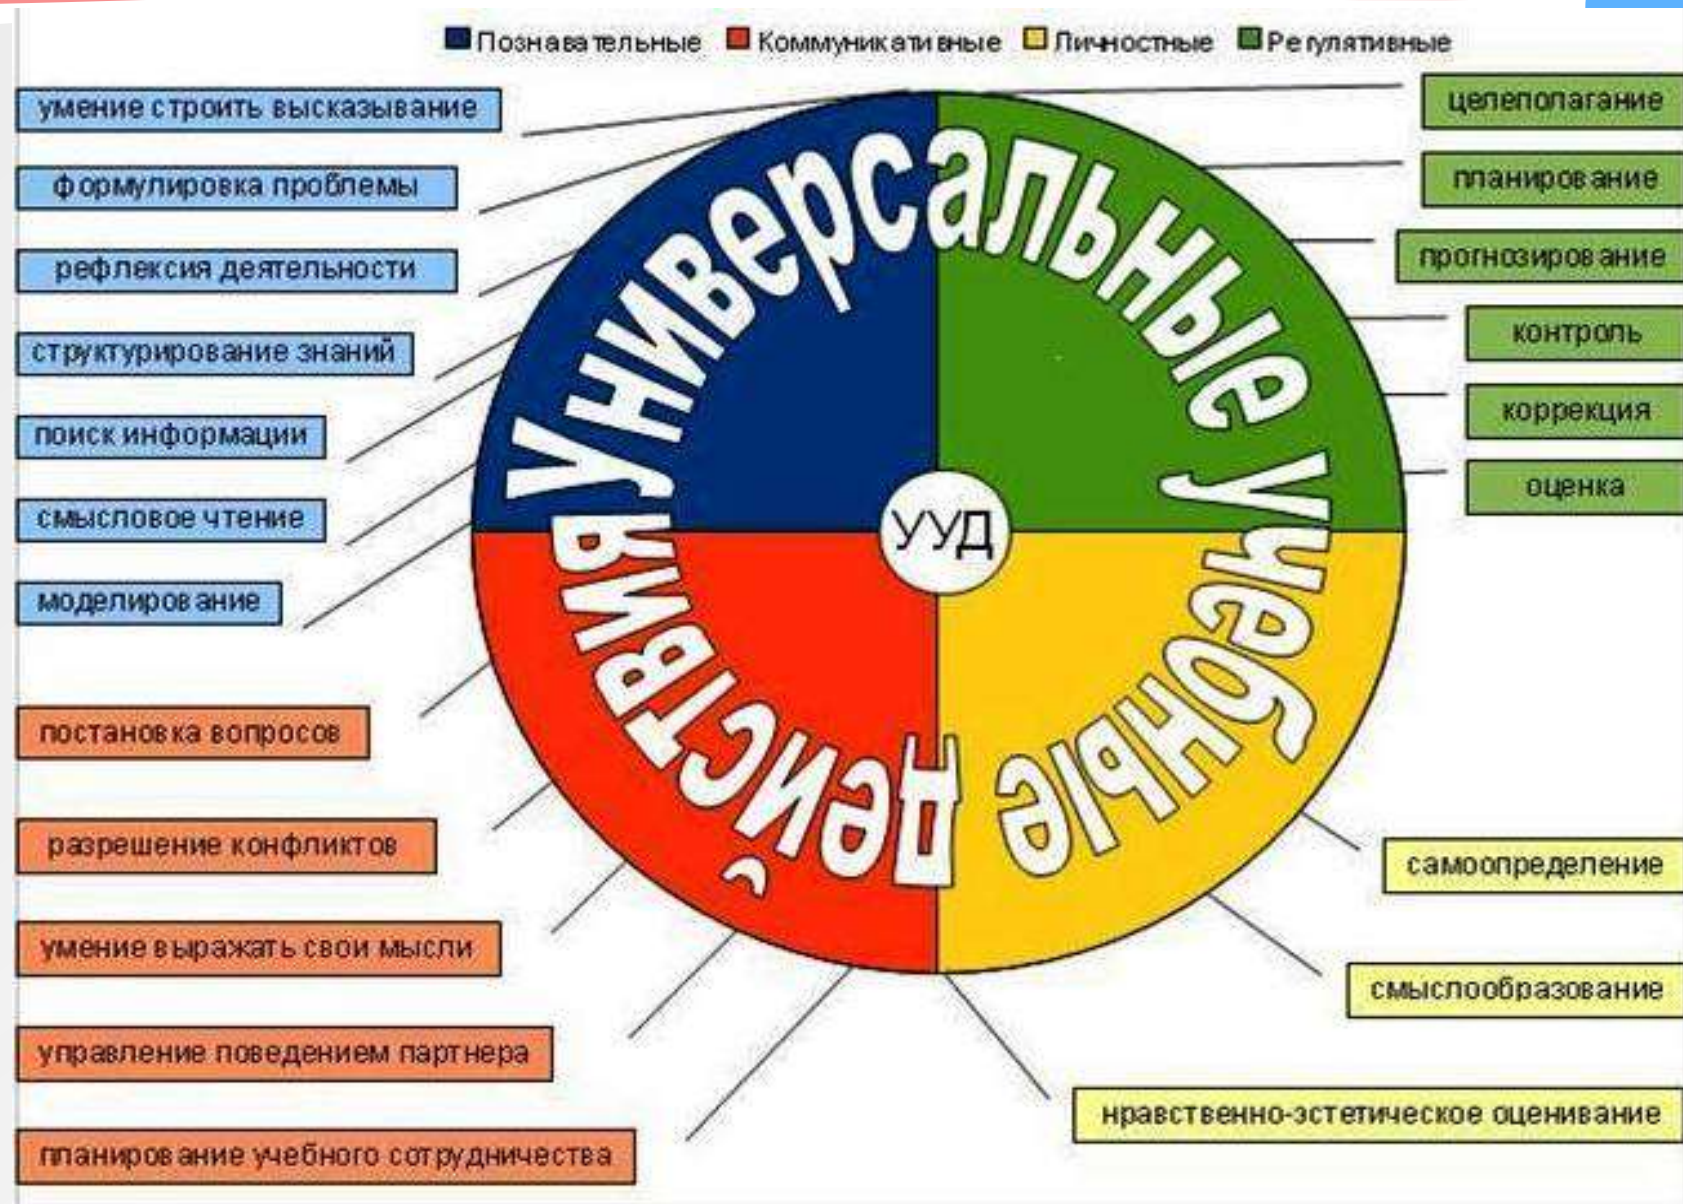 Познавательные Коммуникативные Личностные Регулятивные
умение строить высказывание
формулировка проблемы
рефлексия деятельности
структурирование знаний
поиск информации
смысловое чтение
моделирование
постановка вопросов
разрешение конфликтов
умение выражать свои мысли
управление поведением партнера
планирование учебного сотрудничества
Универсальные учебные действия
УУД
целеполагание
планирование
прогнозирование
контроль
коррекция
оценка
самоопределение
смыслообразование
нравственно-эстетическое оценивание